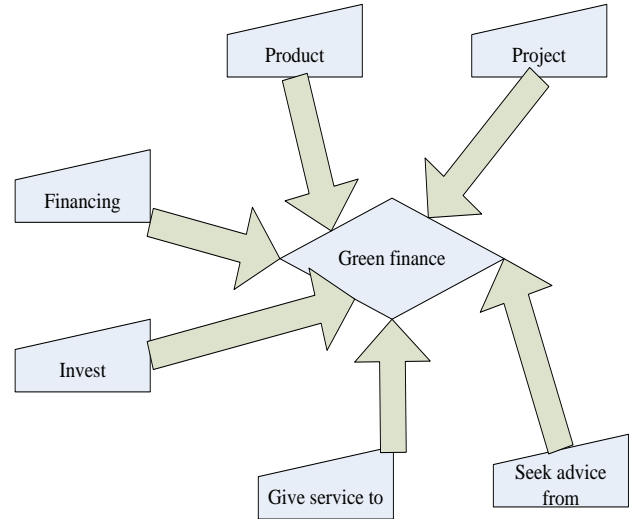 Product
Project
Financing
Green finance
Invest
Give service to
Seek advice
from